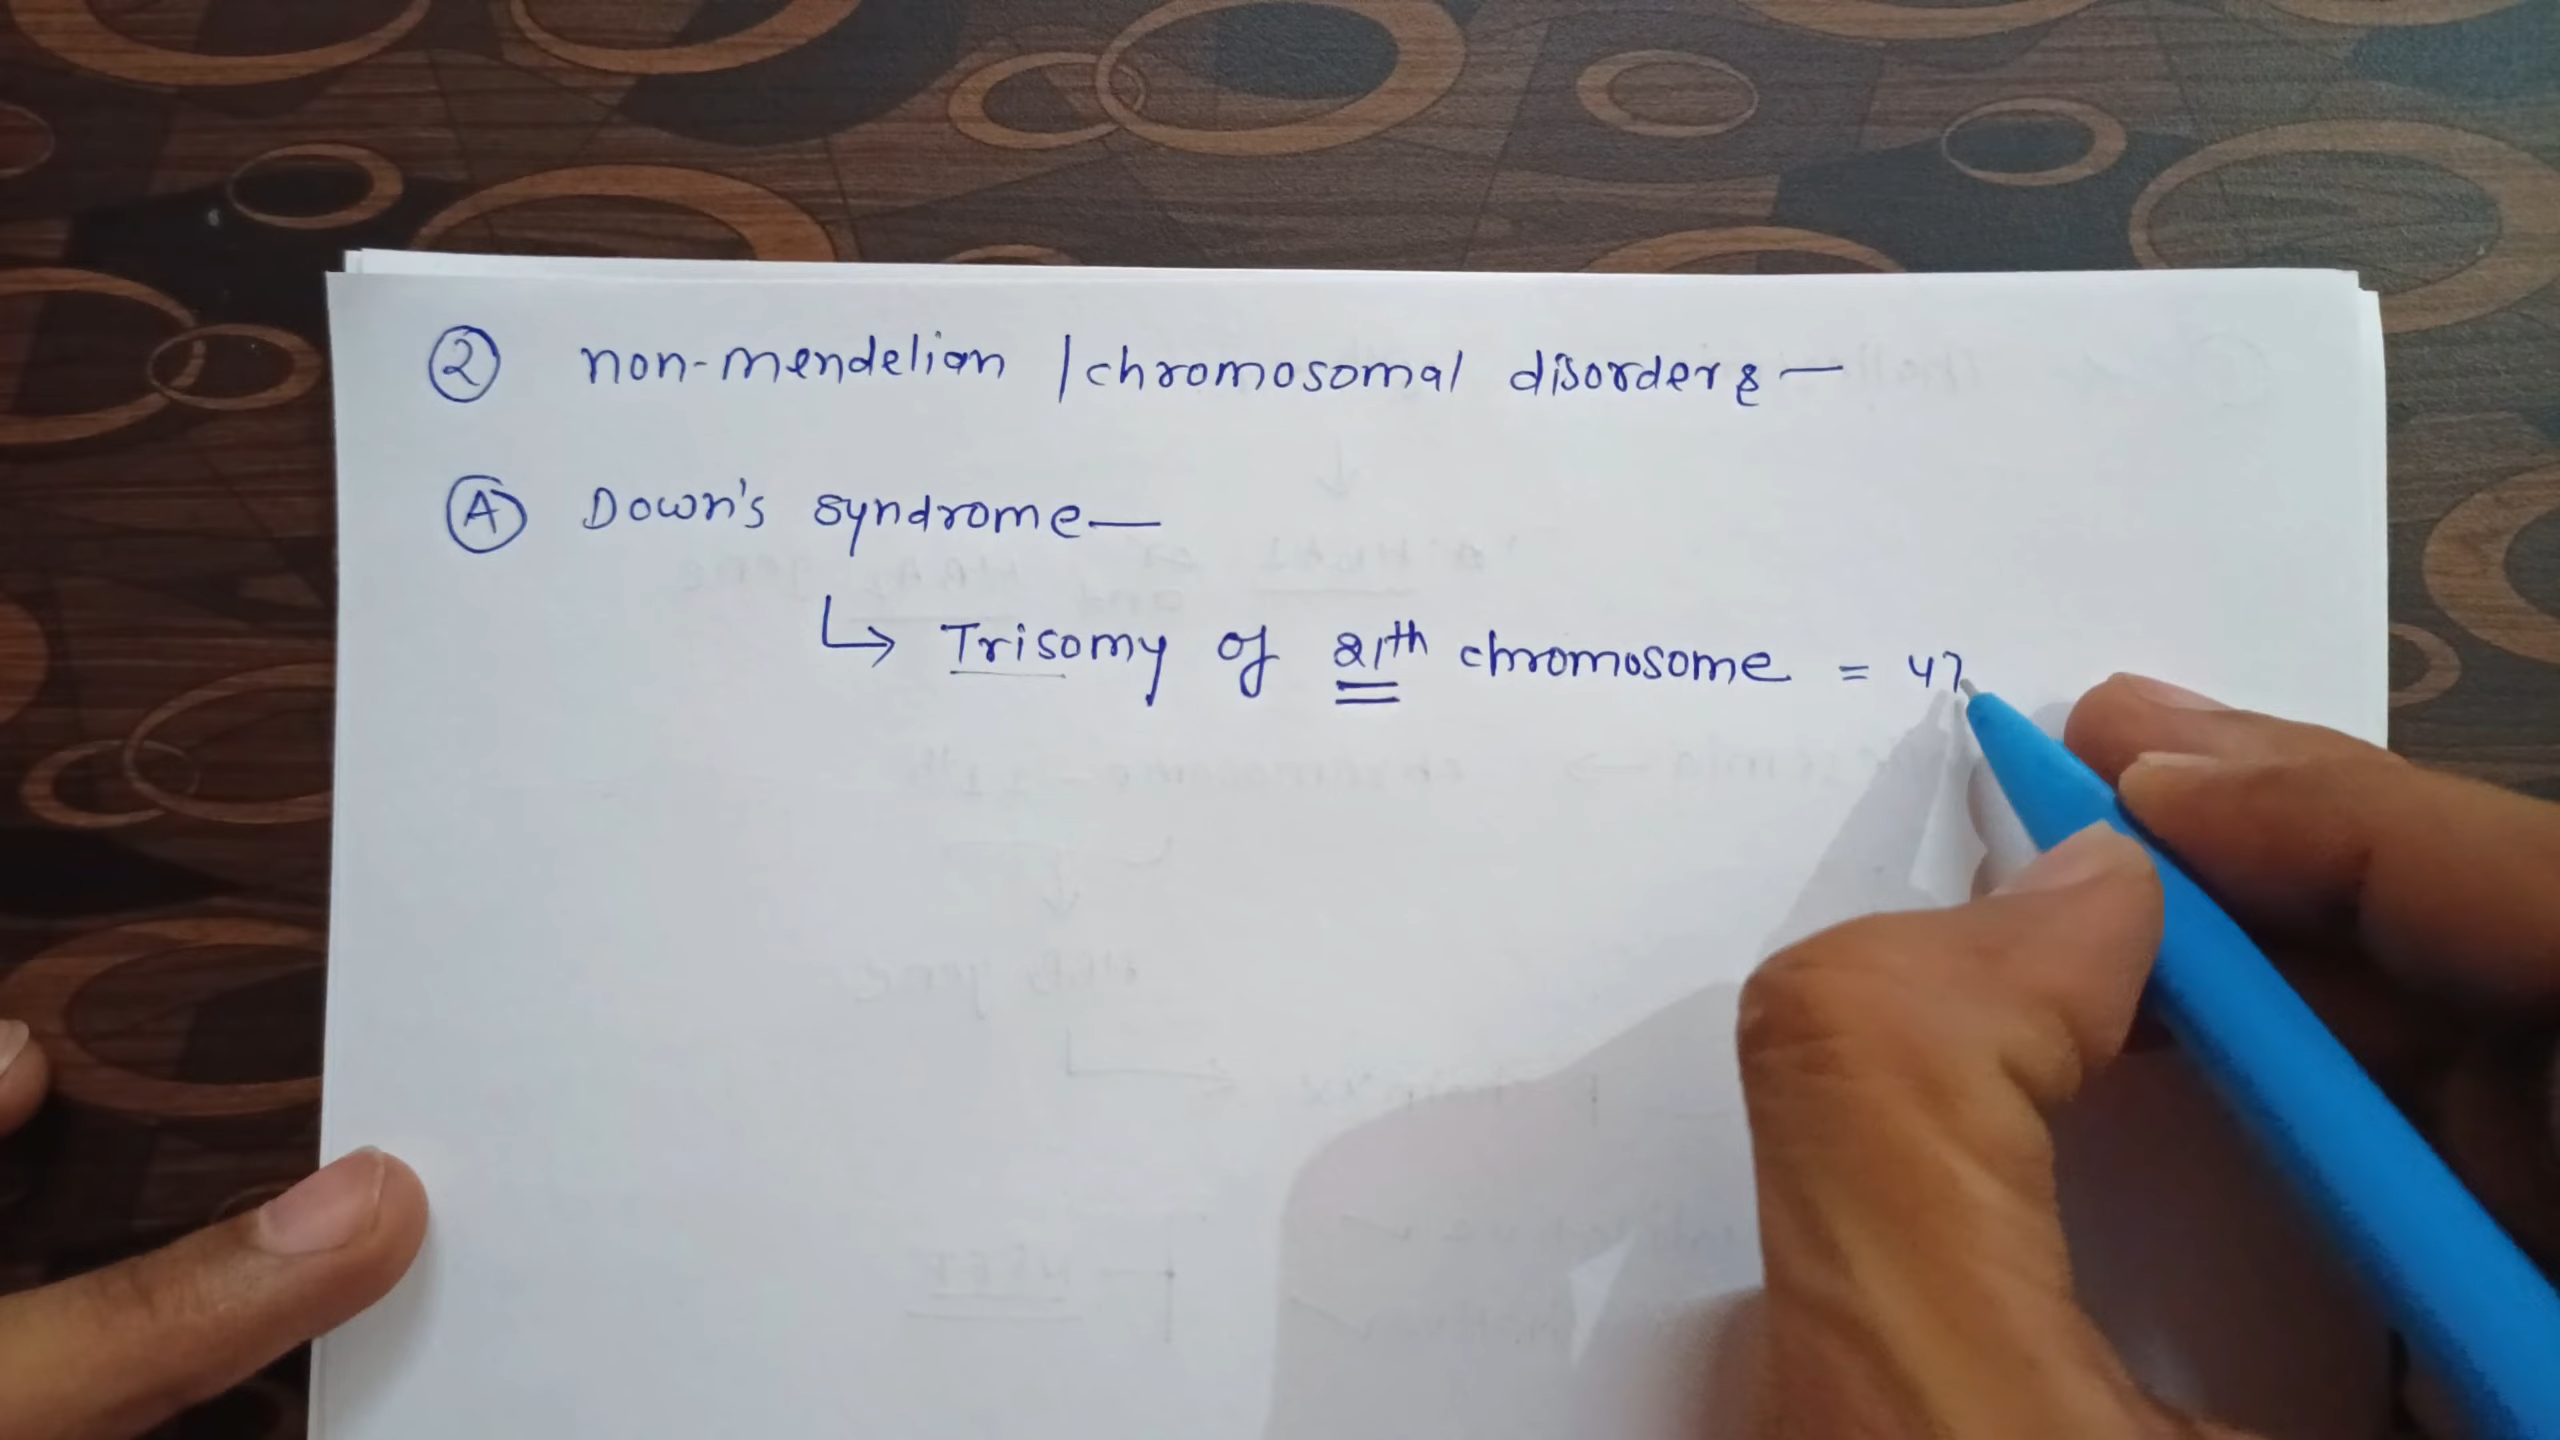 ② non-mendelian / chromosomal disorders —
Ⓐ Down's syndrome —
↳ Trisomy of 21th chromosome = 47